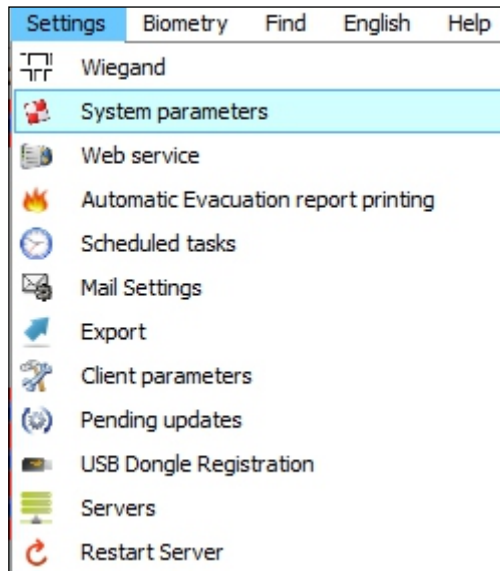 Settings Biometry Find English Help
Wiegand
System parameters
Web service
Automatic Evacuation report printing
Scheduled tasks
Mail Settings
Export
Client parameters
Pending updates
USB Dongle Registration
Servers
Restart Server